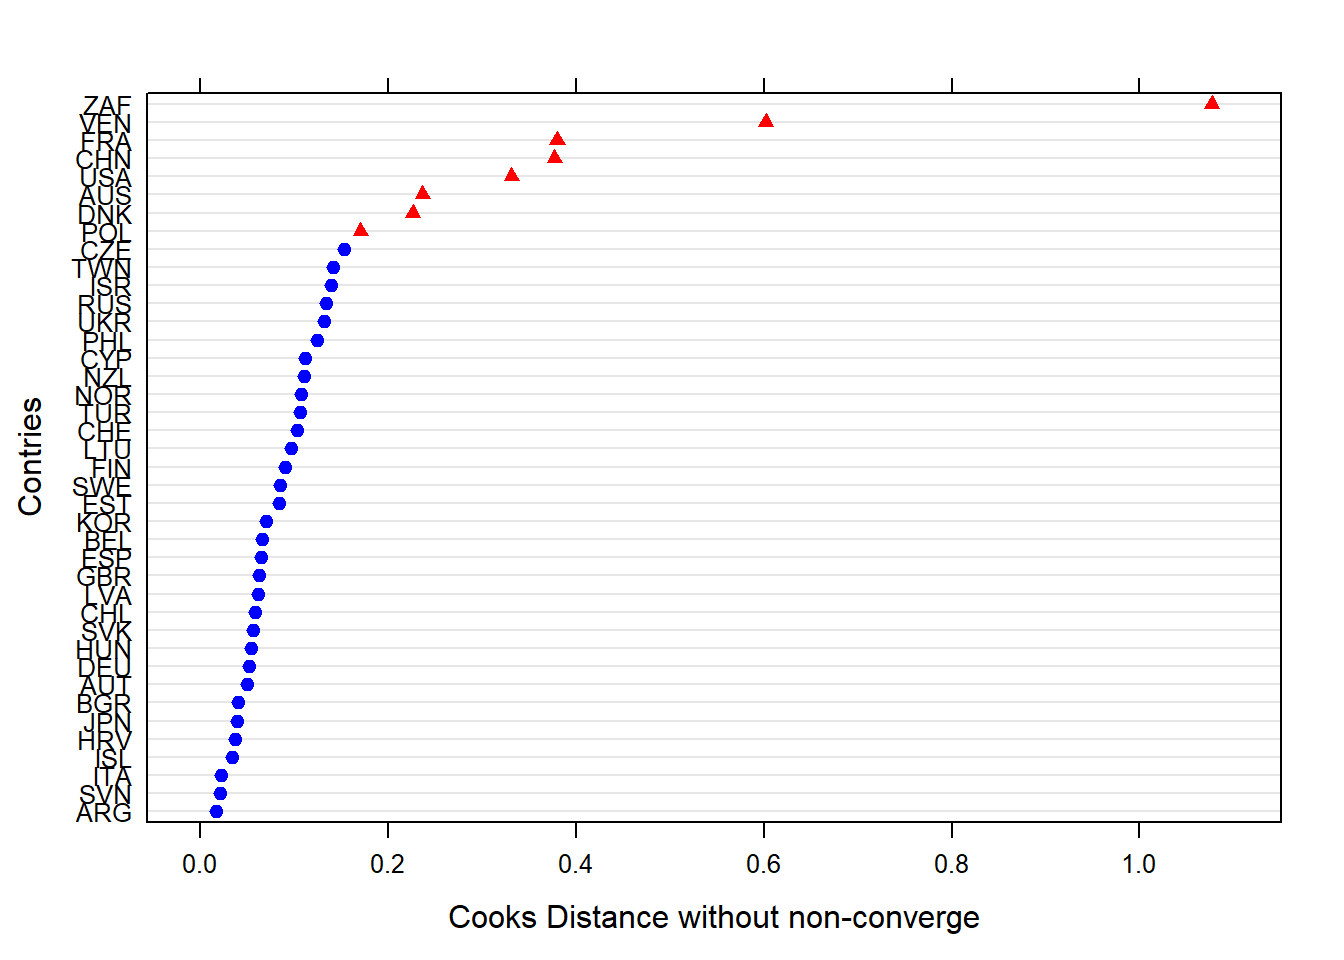 ZAF
VEN
FRA
CHN
USA
AUS
DNK
POL
CZE
TWN
ISR
RUS
UKR
PHL
CYP
NZL
NOR
TUR
CHE
LTU
FIN
SWE
EST
KOR
BEL
ESP
GBR
LVA
CHL
SVK
HUN
DEU
AUT
BGR
JPN
HRV
ISL
ITA
SVN
ARG
Contries
0.0 0.2 0.4 0.6 0.8 1.0
Cooks Distance without non-converge